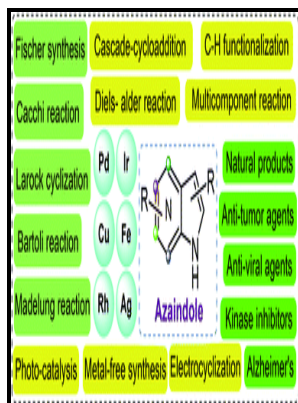 Fischer synthesis
Cascade-cycloaddition
C-H functionalization
Cacchi reaction
Diels- alder reaction
Multicomponent reaction
Larock cyclization
Bartoli reaction
Madelung reaction
Pd Ir
Cu Fe
Rh Ag
R N R
N
H
Azaindole
Natural products
Anti-tumor agents
Anti-viral agents
Kinase inhibitors
Photo-catalysis
Metal-free synthesis
Electrocyclization
Alzheimer's